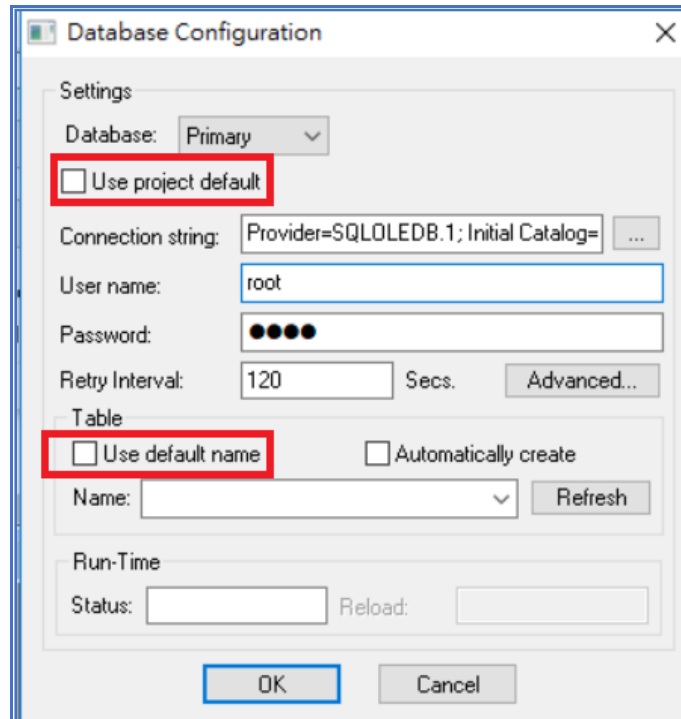 Database Configuration
Settings
Database: Primary
Use project default
Connection string: Provider=SQLOLEDB.1; Initial Catalog= ...
User name: root
Password: ●●●●
Retry Interval: 120 Secs. Advanced...
Table
Use default name Automatically create
Name: Refresh
Run-Time
Status: Reload:
OK Cancel